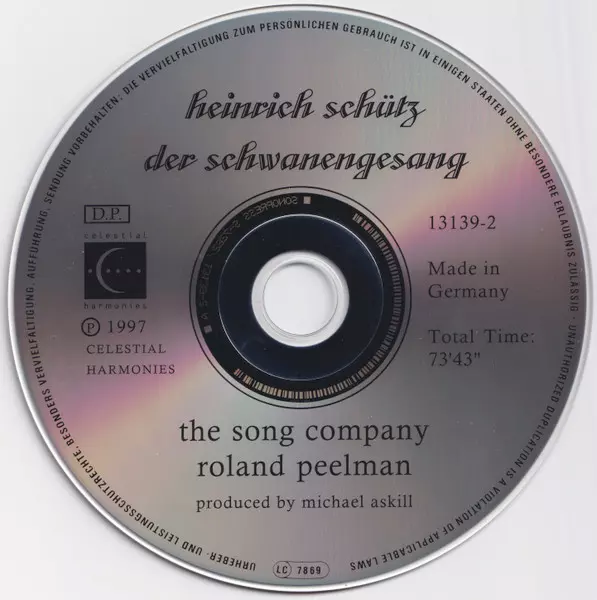 heinrich schütz
der schwanengesang
D.P.
celestial
harmonies
℗ 1997
CELESTIAL
HARMONIES
13139-2
Made in
Germany
Total Time:
73'43"
the song company
roland peelman
produced by michael askill
LC 7869
URHEBER- UND LEISTUNGSSCHUTZRECHTE, BESONDERS VERVIELFÄLTIGUNG, AUFFÜHRUNG, SENDUNG VORBEHALTEN; DIE VERVIELFÄLTIGUNG ZUM PERSÖNLICHEN GEBRAUCH IST IN EINIGEN STAATEN OHNE BESONDERE ERLAUBNIS ZULÄSSIG · UNAUTHORIZED DUPLICATION IS A VIOLATION OF APPLICABLE LAWS
SONOPRESS